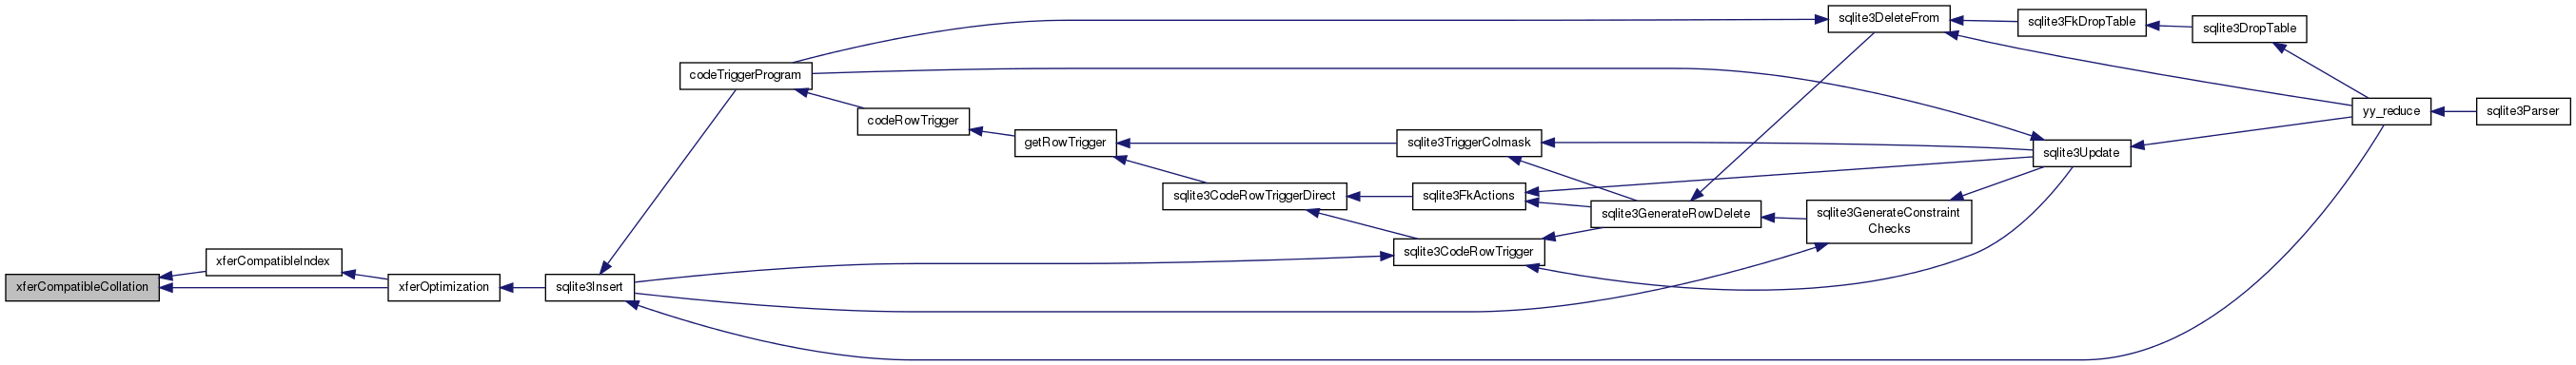 sqlite3DeleteFrom
sqlite3FkDropTable
sqlite3DropTable
codeTriggerProgram
codeRowTrigger
yy_reduce
sqlite3Parser
getRowTrigger
sqlite3TriggerColmask
sqlite3Update
sqlite3CodeRowTriggerDirect
sqlite3FkActions
sqlite3GenerateRowDelete
sqlite3GenerateConstraint
Checks
sqlite3CodeRowTrigger
xferCompatibleIndex
xferCompatibleCollation
xferOptimization
sqlite3Insert